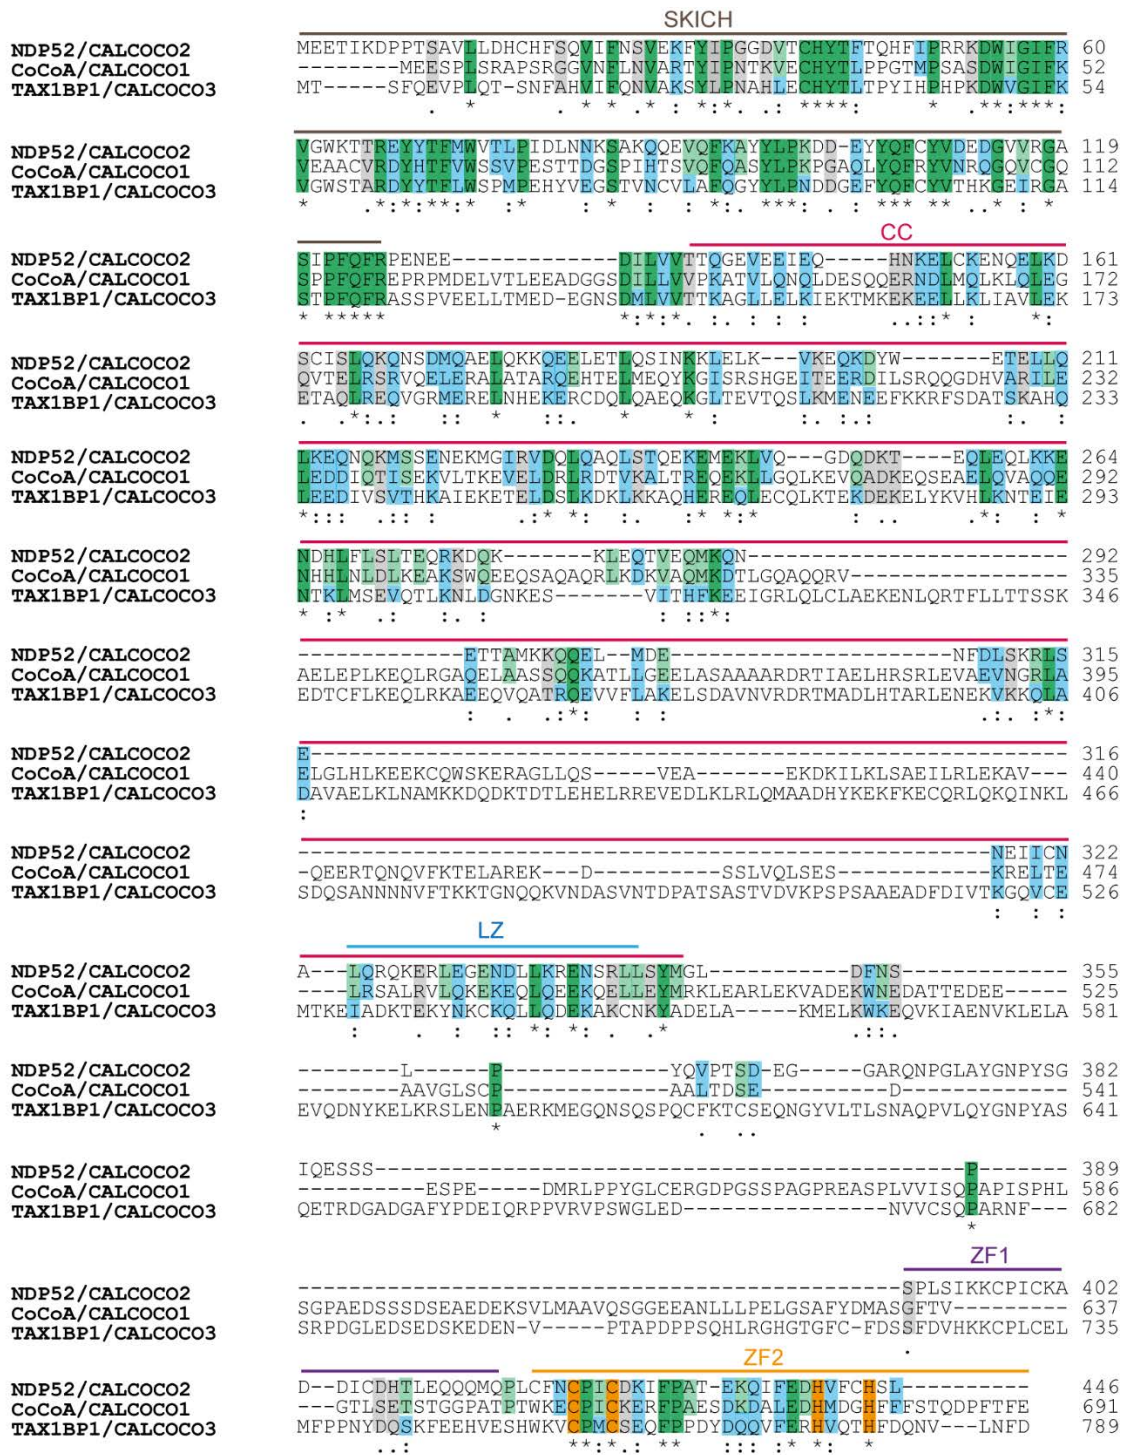 SKICH
NDP52/CALCOCO2 MEETIKDPPTSAVLLDHCHFSQVIFNSVEKFYIPGGDVTCHYTFTQHFIPRRKDWIGIFR 60
CoCoA/CALCOCO1 -------MEESPLSRAPSRGGVNFLNVARTYIPNTKVECHYTLPPGTMPSASDWIGIFK 52
TAX1BP1/CALCOCO3 MT---SFQEVPLQT-SNFAHVIFQNVAKSYIPNAHLECHYTLTPYIHPHPKDWVGIFK 54
. * * * .* : *:* .: ****: * **:***:
NDP52/CALCOCO2 VGWKTTREYYTFMWVTLPIDLNNKSAKQQEVQFKAYYLPKDD-EYYQFCYVDEDGVVRGA 119
CoCoA/CALCOCO1 VEAACVRDYHTFVWSSVPESTTDGSPIHTSVQFQASYLPKPGAQLYQFRYVNRQGQVCGQ 112
TAX1BP1/CALCOCO3 VGWSTARDYYTFLWSPMPEHYVEGSTVNCVLAFQGYYLPNDDGEFYQFCYVTHKGEIRGA 114
* .*:*:**:* :* * . : *:. ***: . : *** ** ..* : *
CC
NDP52/CALCOCO2 SIPFQFRPENEE-------------DILVVTTQGEVEEIEQ-----HNKELCKENQELKD 161
CoCoA/CALCOCO1 SPPFQFREPRPMDELVTLEEADGGSDILLVVPKATVLQNQLDESQQERNDLMQLKLQLEG 172
TAX1BP1/CALCOCO3 STPFQFRASSPVEELLTMED-EGNSDMLVVTTKAGLLELKIEKTMKEKEELLKLIAVLEK 173
* ***** *:*:*. :. : : : ..::* : *:
NDP52/CALCOCO2 SCISLQKQNSDMQAELQKKQEELETLQSINKKLELK---VKEQKDYW-----ETELLQ 211
CoCoA/CALCOCO1 QVTELRSRVQELERALATARQEHTELMEQYKGISRSHGEITEERDILSRQQGDHVARILE 232
TAX1BP1/CALCOCO3 ETAQLREQVGRMERELNHEKERCDQLQAEQKGLTEVTQSLKMENEEFKKRFSDATSKAHQ 233
NDP52/CALCOCO2 LKEQNQKMSSENEKMGIRVDQLQAQLSTQEKEMEKLVQ---GDQDKT----EQLEQLKKE 264
CoCoA/CALCOCO1 LEDDIQTISEKVLTKEVELDRLRDTVKALTREQEKLLGQLKEVQADKEQSEAELQVAQQE 292
TAX1BP1/CALCOCO3 LEEDIVSVTHKAIEKETELDSLKDKLKKAQHEREQLECQLKTEKDEKELYKVHLKNTEIE 293
NDP52/CALCOCO2 NDHLFLSLTEQRKDQK--------KLEQTVEQMKQN------------------------ 292
CoCoA/CALCOCO1 NHHLNLDLKEAKSWQEEQSAQAQRLKDKVAQMKDTLGQAQQRV----------------- 335
TAX1BP1/CALCOCO3 NTKLMSEVQTLKNLDGNKES-------VITHFKEEIGRLQLCLAEKENLQRTFLLTTSSK 346
NDP52/CALCOCO2 -------------ETTAMKKQQEL--MDE----------------------NFDLSKRLS 315
CoCoA/CALCOCO1 AELEPLKEQLRGAQELAASSQQKATLLGEELASAAAARDRTIAELHRSRLEVAEVNGRLA 395
TAX1BP1/CALCOCO3 EDTCFLKEQLRKAEEQVQATRQEVVFLAKELSDAVNVRDRTMADLHTARLENEKVKKQLA 406
NDP52/CALCOCO2 E----------------------------------------------------------- 316
CoCoA/CALCOCO1 ELGLHLKEEKCQWSKERAGLLQS-----VEA-------EKDKILKLSAEILRLEKAV--- 440
TAX1BP1/CALCOCO3 DAVAELKLNAMKKDQDKTDTLEHELRREVEDLKLRLQMAADHYKEKFKECQRLQKQINKL 466
:
NDP52/CALCOCO2 ------------------------------------------------------NEIICN 322
CoCoA/CALCOCO1 -QEERTQNQVFKTELAREK---D----------SSLVQLSES------------KRELTE 474
TAX1BP1/CALCOCO3 SDQSANNNNVFTKKTGNQQKVNDASVNTDPATSASTVDVKPSPSAAEADFDIVTKGQVCE 526
: : :
LZ
NDP52/CALCOCO2 A---LQRQKERLEGENDLLKRENSRLLSYMGL----------DFNS-------------- 355
CoCoA/CALCOCO1 ----LRSALRVLQKEKEQLQEEKQELLEYMRKLEARLEKVADEKWNEDATTEDEE----- 525
TAX1BP1/CALCOCO3 MTKEIADKTEKYNKCKQLLQDEKAKCNKYADELA-----KMELKWKEQVKIAENVKLELA 581
NDP52/CALCOCO2 --------L------P-------------YQVPTSD-EG----GARQNPGLAYGNPYSG 382
CoCoA/CALCOCO1 --------AAVGLSCP-------------AALTDSE----------D------------- 541
TAX1BP1/CALCOCO3 EVQDNYKELKRSLENPAERKMEGQNSQSPQCFKTCSEQNGYVLTLSNAQPVLQYGNPYAS 641
* . ..
NDP52/CALCOCO2 IQESSS----------------------------------------------P------- 389
CoCoA/CALCOCO1 ----------ESPE-----DMRLPPYGLCERGDPGSSPAGPREASPLVVISQPAPISPHL 586
TAX1BP1/CALCOCO3 QETRDGADGAFYPDEIQRPPVRVPSWGLED----------------NVVCSQPARNF--- 682
*
ZF1
NDP52/CALCOCO2 -----------------------------------------------SPLSIKKCPICKA 402
CoCoA/CALCOCO1 SGPAEDSSSDSEAEDEKSVLMAAVQSGGEEANLLLPELGSAFYDMASGFTV--------- 637
TAX1BP1/CALCOCO3 SRPDGLEDSEDSKEDEN-V----PTAPDPPSQHLRGHGTGFC-FDSSFDVHKKCPLCEL 735
.
ZF2
NDP52/CALCOCO2 D--DICDHTLEQQQMQPLCFNCPICDKIFPAT-EKQIFEDHVFCHSL---------- 446
CoCoA/CALCOCO1 ---GTLSETSTGGPATPTWKECPICKERFPAESDKDALEDHMDGHFFFSTQDPFTFE 691
TAX1BP1/CALCOCO3 MFPPNYDQSKFEEHVESHWKVCPMCSEQFPPDYDQQVFERHVQTHFDQNV---LNFD 789
..: **:*.: ** :::.:* *: *